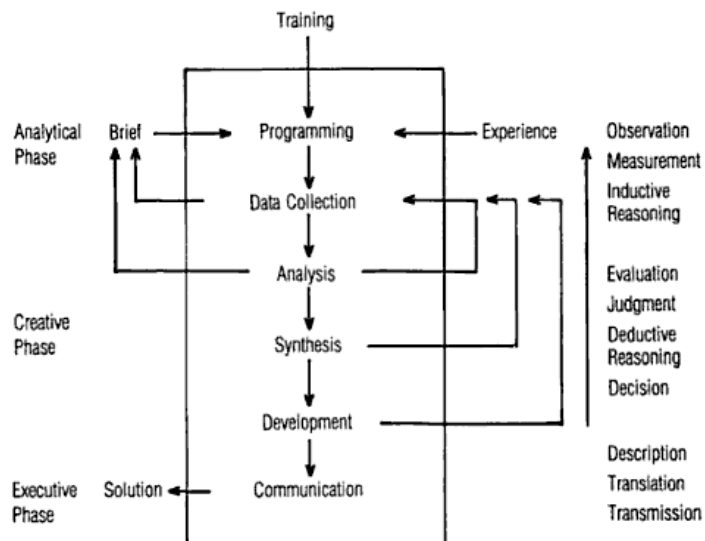 Training
Analytical Brief Programming Experience Observation
Phase Measurement
Data Collection Inductive
Reasoning
Analysis Evaluation
Judgment
Creative
Phase Synthesis Deductive
Reasoning
Decision
Development
Description
Executive Solution Communication Translation
Phase Transmission